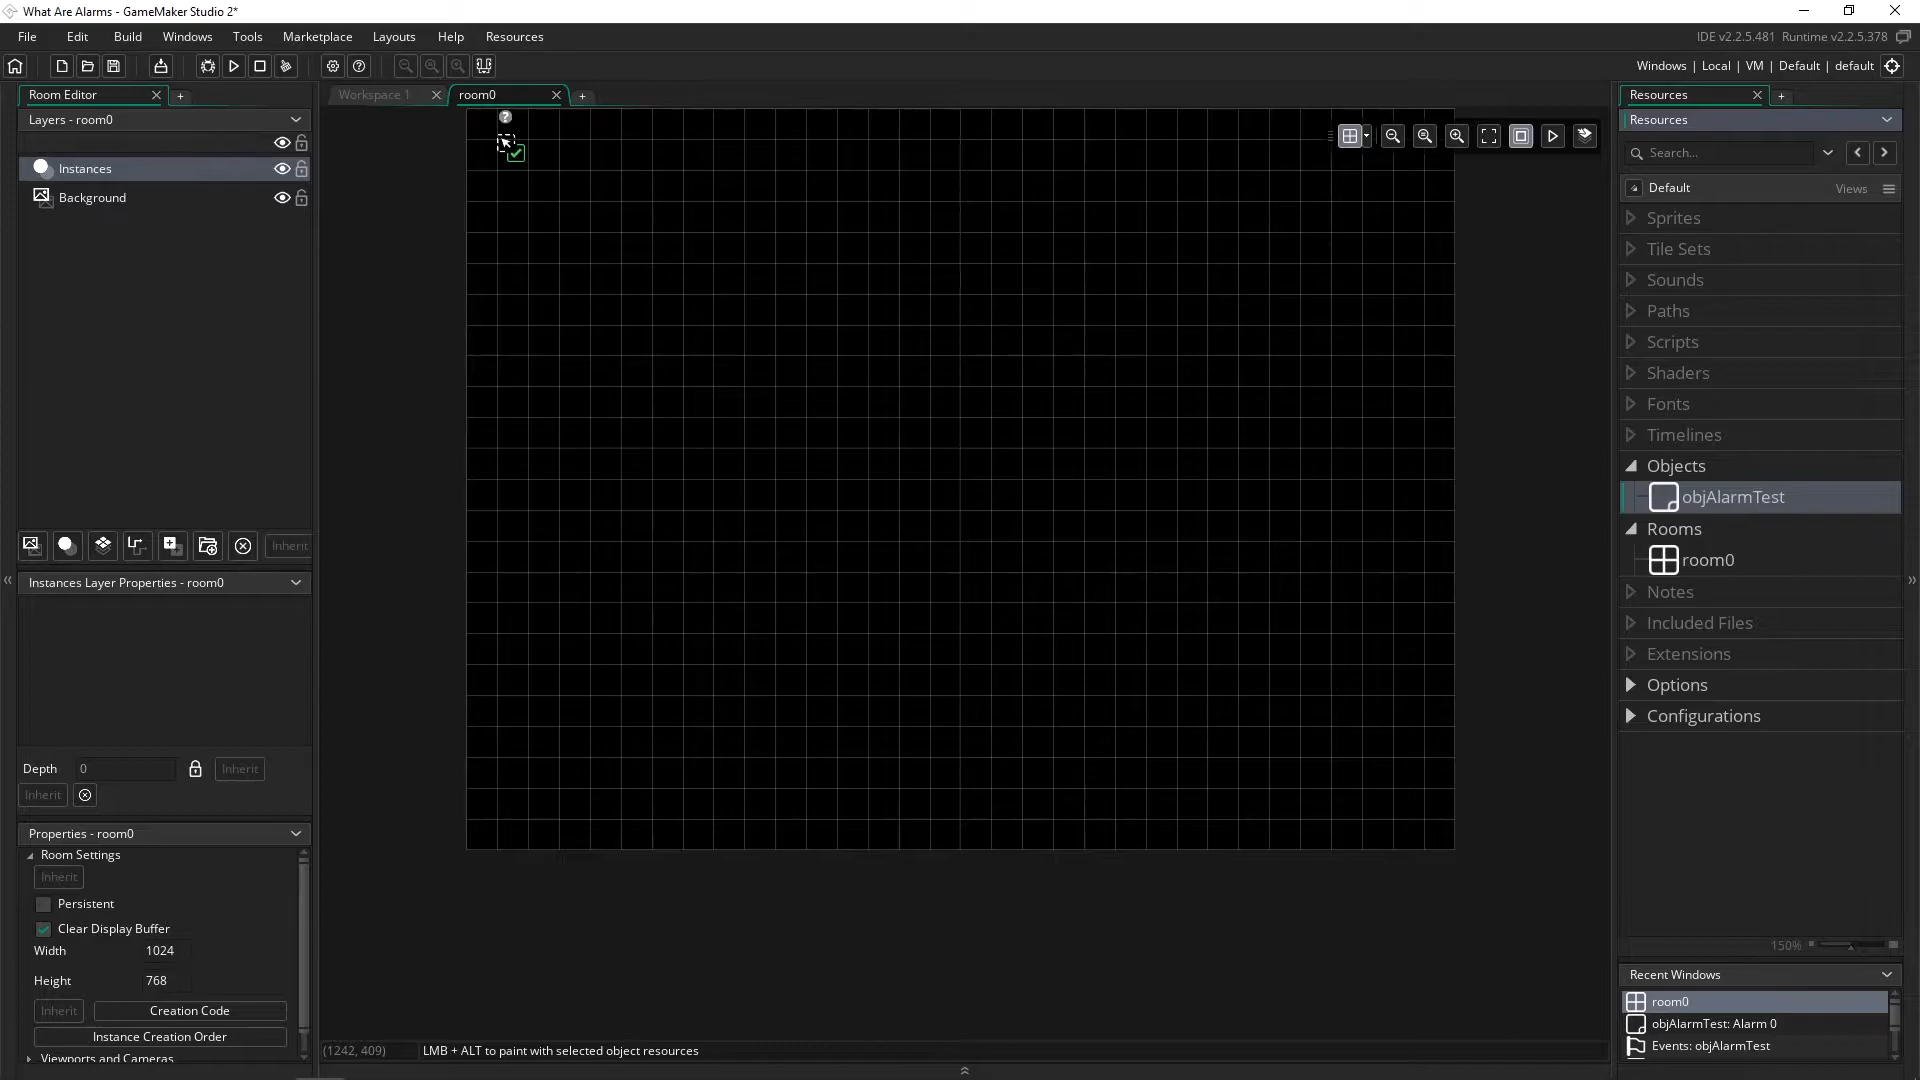 What Are Alarms - GameMaker Studio 2*
File Edit Build Windows Tools Marketplace Layouts Help Resources
IDE v2.2.5.481 Runtime v2.2.5.378
Windows | Local | VM | Default | default
Room Editor
Workspace 1
room0
Resources
Layers - room0
Resources
Search...
Instances
Background
Default
Views
Sprites
Tile Sets
Sounds
Paths
Scripts
Shaders
Fonts
Timelines
Objects
objAlarmTest
Rooms
room0
Notes
Included Files
Extensions
Options
Configurations
Inherit
Instances Layer Properties - room0
Depth 0
Inherit
Inherit
Properties - room0
Room Settings
Inherit
Persistent
Clear Display Buffer
Width 1024
Height 768
Inherit
Creation Code
Instance Creation Order
Viewports and Cameras
150%
Recent Windows
room0
objAlarmTest: Alarm 0
Events: objAlarmTest
(1242, 409)
LMB + ALT to paint with selected object resources